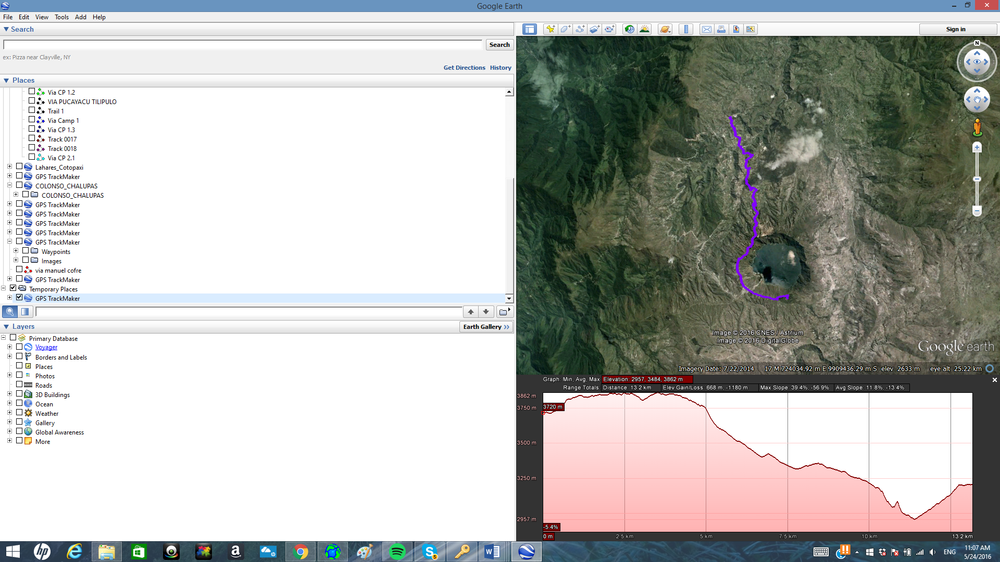 Google Earth
File Edit View Tools Add Help
Search
Search
ex: Pizza near Clayville, NY
Get Directions History
Places
Via CP 1.2
VIA PUCAYACU TILIPULO
Trail 1
Via Camp 1
Via CP 1.3
Track 0017
Track 0018
Via CP 2.1
Lahares_Cotopaxi
GPS TrackMaker
COLONSO_CHALUPAS
COLONSO_CHALUPAS
GPS TrackMaker
GPS TrackMaker
GPS TrackMaker
GPS TrackMaker
GPS TrackMaker
Waypoints
Images
via manuel cofre
GPS TrackMaker
Temporary Places
GPS TrackMaker
Layers
Earth Gallery >>
Primary Database
Voyager
Borders and Labels
Places
Photos
Roads
3D Buildings
Ocean
Weather
Gallery
Global Awareness
More
Sign in
N
Image © 2016 CNES / Astrium
Image © 2016 DigitalGlobe
Google earth
Imagery Date: 7/22/2014 17 M 724034.92 m E 9909436.29 m S elev 2633 m eye alt 25.22 km
Graph: Min, Avg, Max Elevation: 2957, 3484, 3862 m
Range Totals: Distance: 13.2 km Elev Gain/Loss: 668 m, -1180 m Max Slope: 39.4%, -56.9% Avg Slope: 11.8%, -13.4%
3862 m
3750 m
3720 m
3500 m
3250 m
2957 m
-5.4%
0 m 2.5 km 5 km 7.5 km 10 km 13.2 km
hp
a
S 5
W
ENG
11:07 AM
5/24/2016